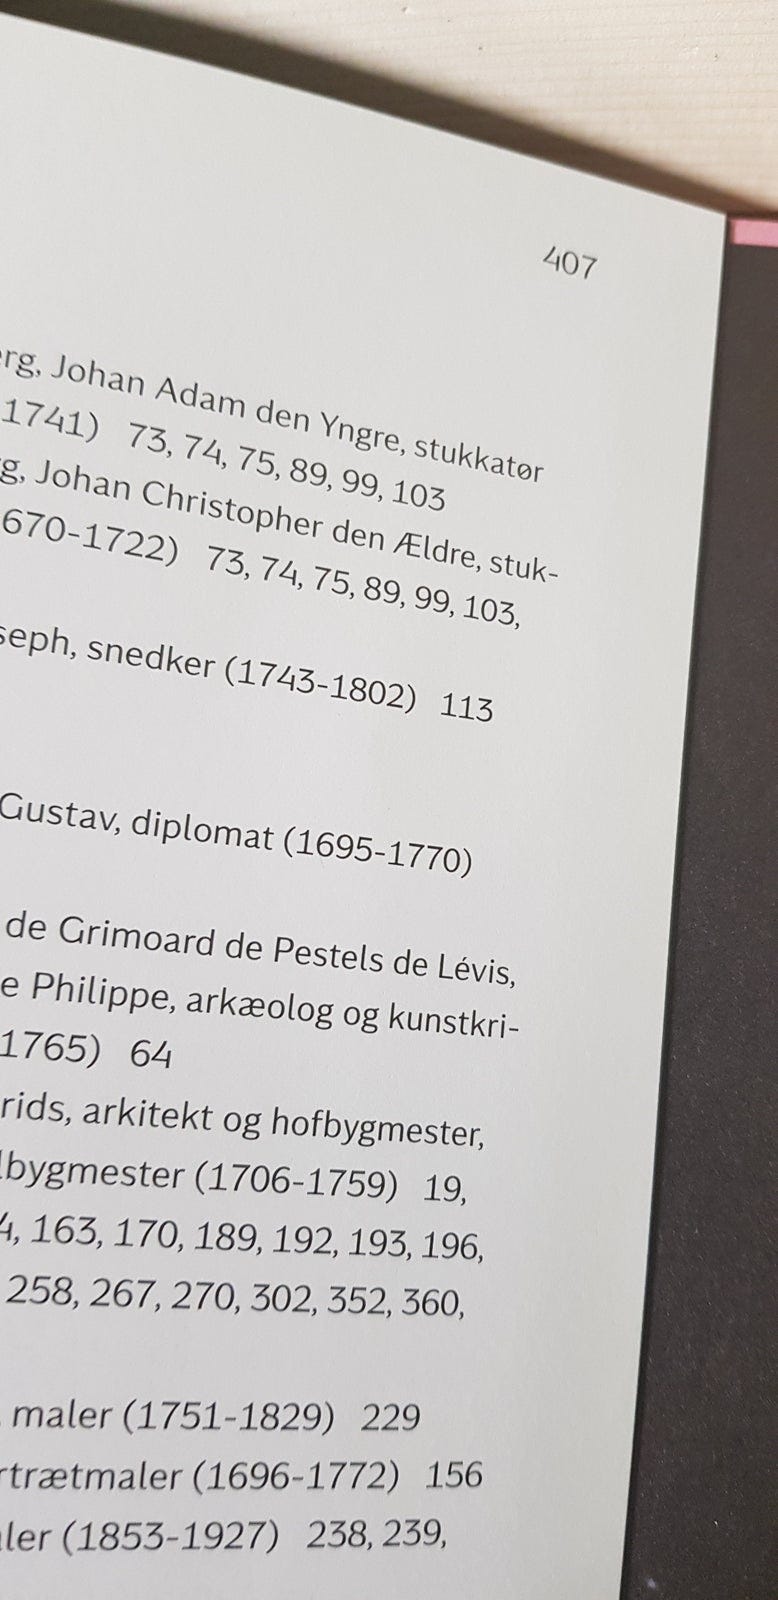 407
Johan Adam den Yngre, stukkatør
1741) 73, 74, 75, 89, 99, 103
Johan Christopher den Ældre, stuk-
670-1722) 73, 74, 75, 89, 99, 103,
seph, snedker (1743-1802) 113
Gustav, diplomat (1695-1770)
de Grimoard de Pestels de Lévis,
e Philippe, arkæolog og kunstkri-
1765) 64
rids, arkitekt og hofbygmester,
bygmester (1706-1759) 19,
4, 163, 170, 189, 192, 193, 196,
258, 267, 270, 302, 352, 360,
maler (1751-1829) 229
rtrætmaler (1696-1772) 156
ler (1853-1927) 238, 239,